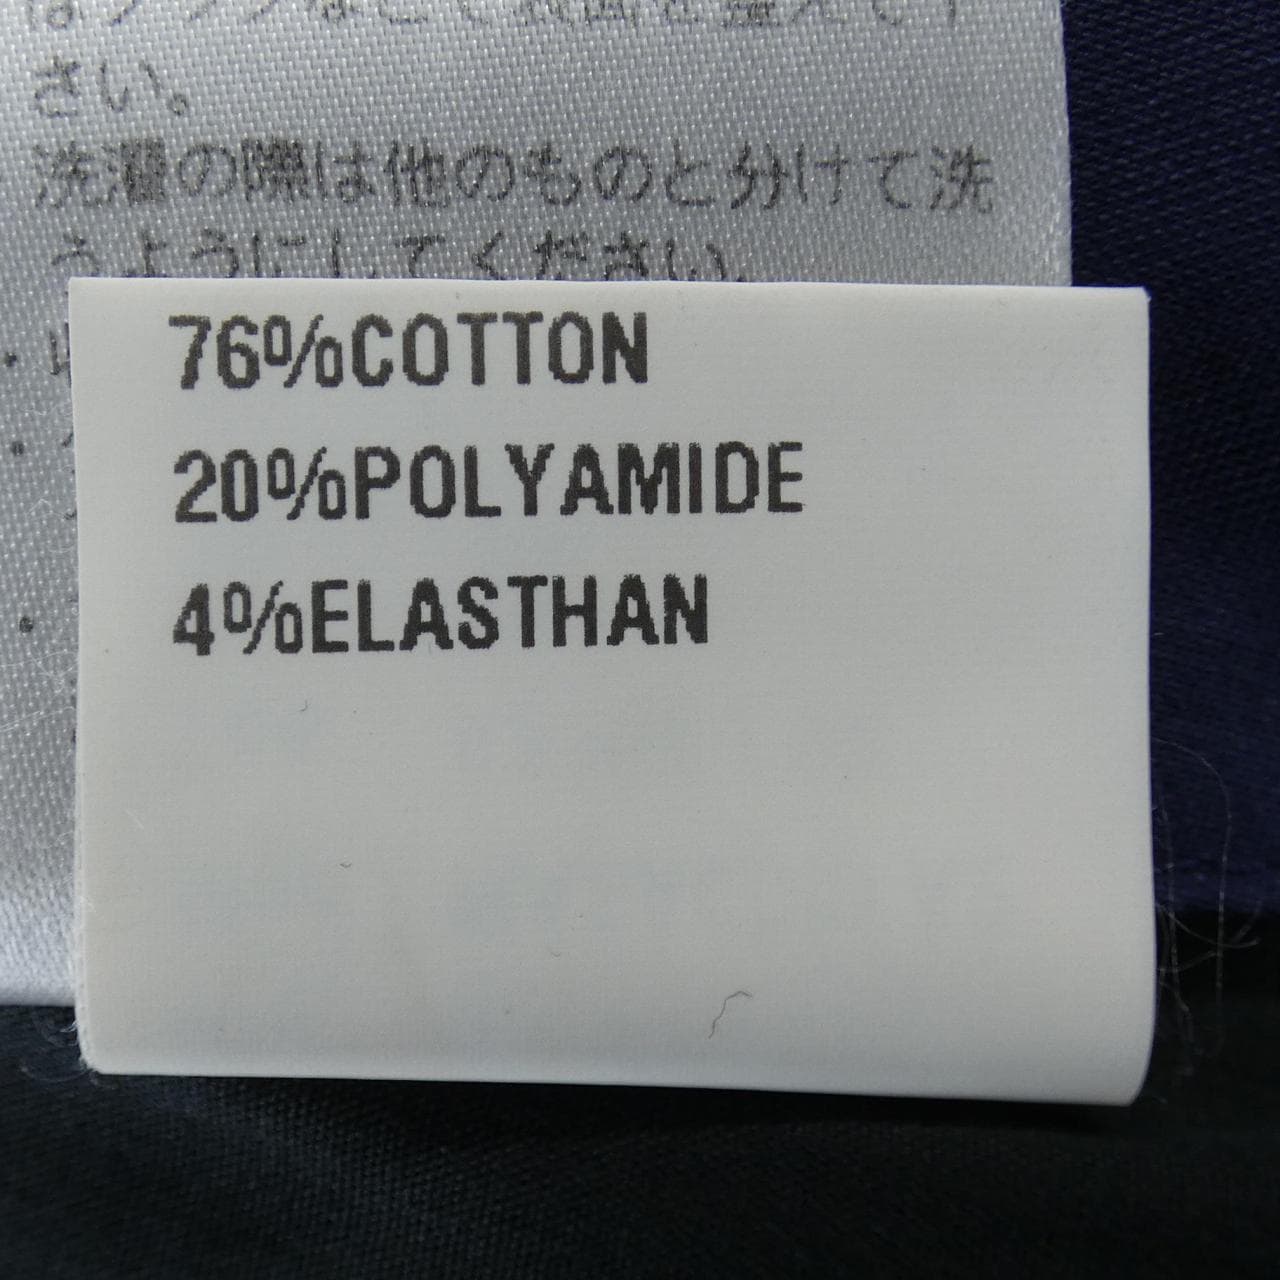 さい。
洗濯の際は他のものと分けて洗
うようにしてください。
76%COTTON
20%POLYAMIDE
4%ELASTHAN